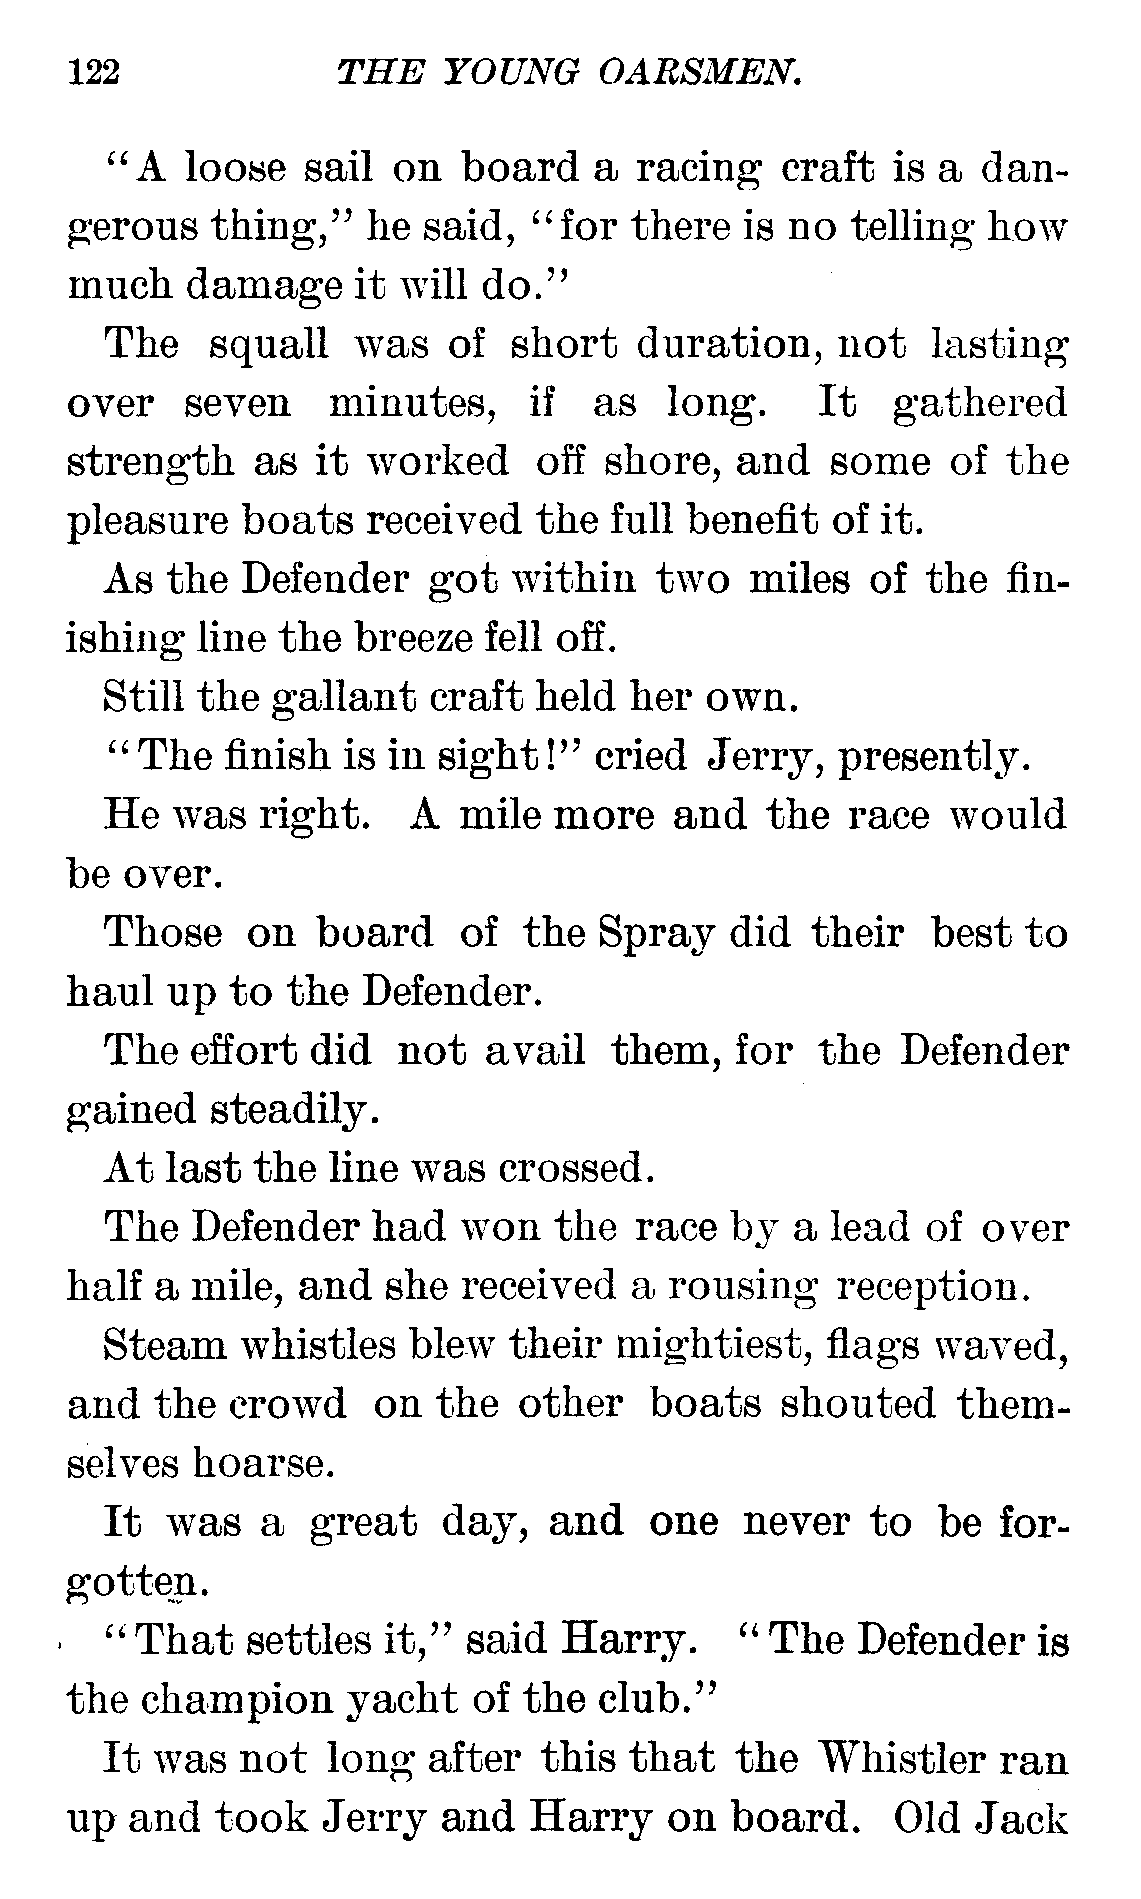 122 THE YOUNG OARSMEN.
“A loose sail on board a racing craft is a dan-
gerous thing,” he said, “for there is no telling how
much damage it will do.”
The squall was of short duration, not lasting
over seven minutes, if as long. It gathered
strength as it worked off shore, and some of the
pleasure boats received the full benefit of it.
As the Defender got within two miles of the fin-
ishing line the breeze fell off.
Still the gallant craft held her own.
“The finish is in sight!” cried Jerry, presently.
He was right. A mile more and the race would
be over.
Those on board of the Spray did their best to
haul up to the Defender.
The effort did not avail them, for the Defender
gained steadily.
At last the line was crossed.
The Defender had won the race by a lead of over
half a mile, and she received a rousing reception.
Steam whistles blew their mightiest, flags waved,
and the crowd on the other boats shouted them-
selves hoarse.
It was a great day, and one never to be for-
gotten.
“That settles it,” said Harry. “The Defender is
the champion yacht of the club.”
It was not long after this that the Whistler ran
up and took Jerry and Harry on board. Old Jack